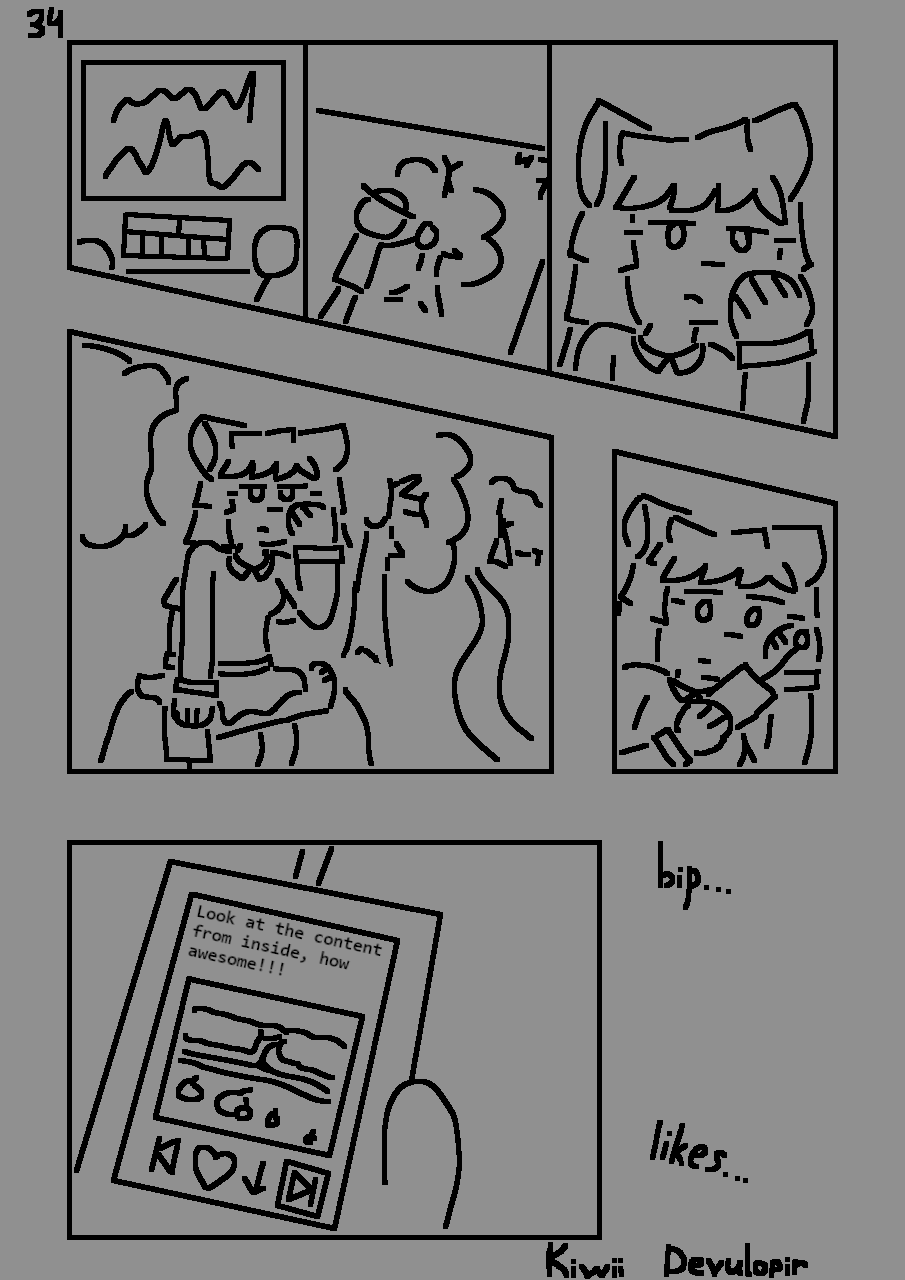 34
bip...
Look at the content
from inside, how
awesome!!!
likes...
Kiwii Devulopir